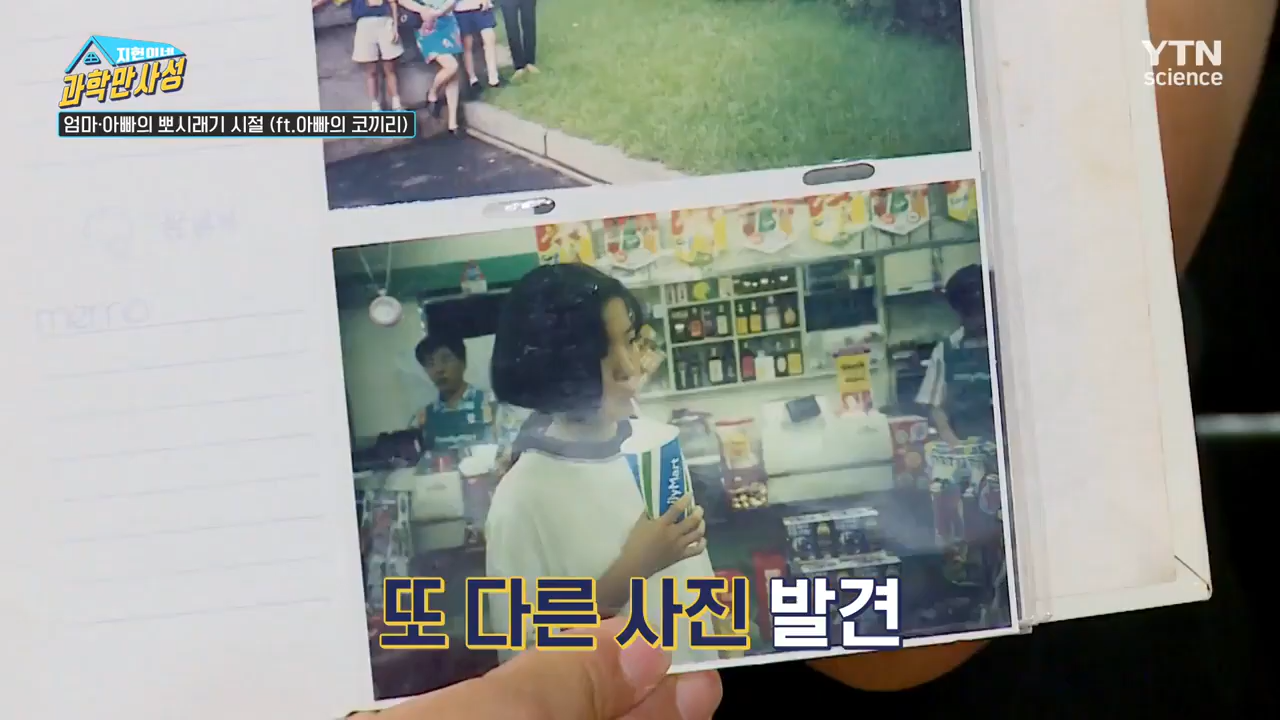 지현이네
과학만사성
YTN
science
엄마·아빠의 뽀시래기 시절 (ft.아빠의 코끼리)
또 다른 사진 발견